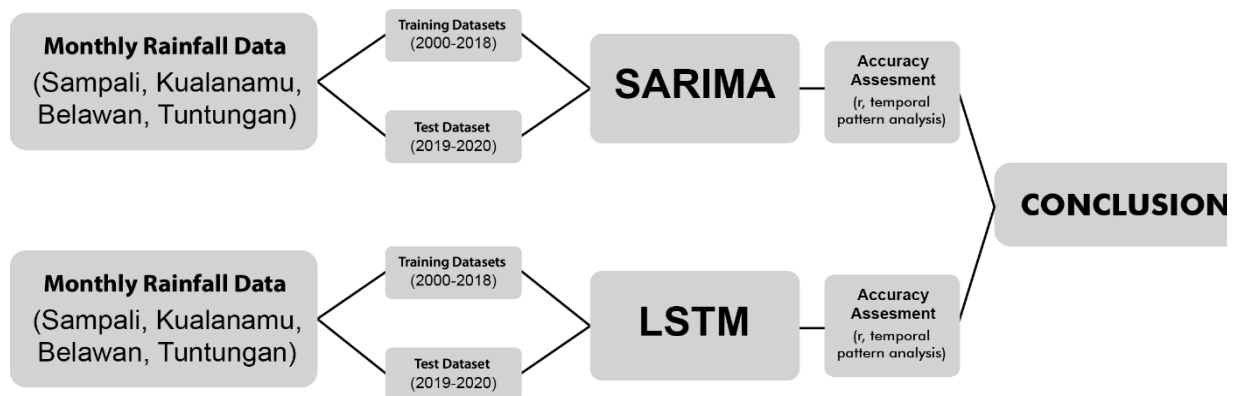 Monthly Rainfall Data
(Sampali, Kualanamu,
Belawan, Tuntungan)
Training Datasets
(2000-2018)
Test Dataset
(2019-2020)
SARIMA
Accuracy
Assesment
(r, temporal
pattern analysis)
Monthly Rainfall Data
(Sampali, Kualanamu,
Belawan, Tuntungan)
Training Datasets
(2000-2018)
Test Dataset
(2019-2020)
LSTM
Accuracy
Assesment
(r, temporal
pattern analysis)
CONCLUSION